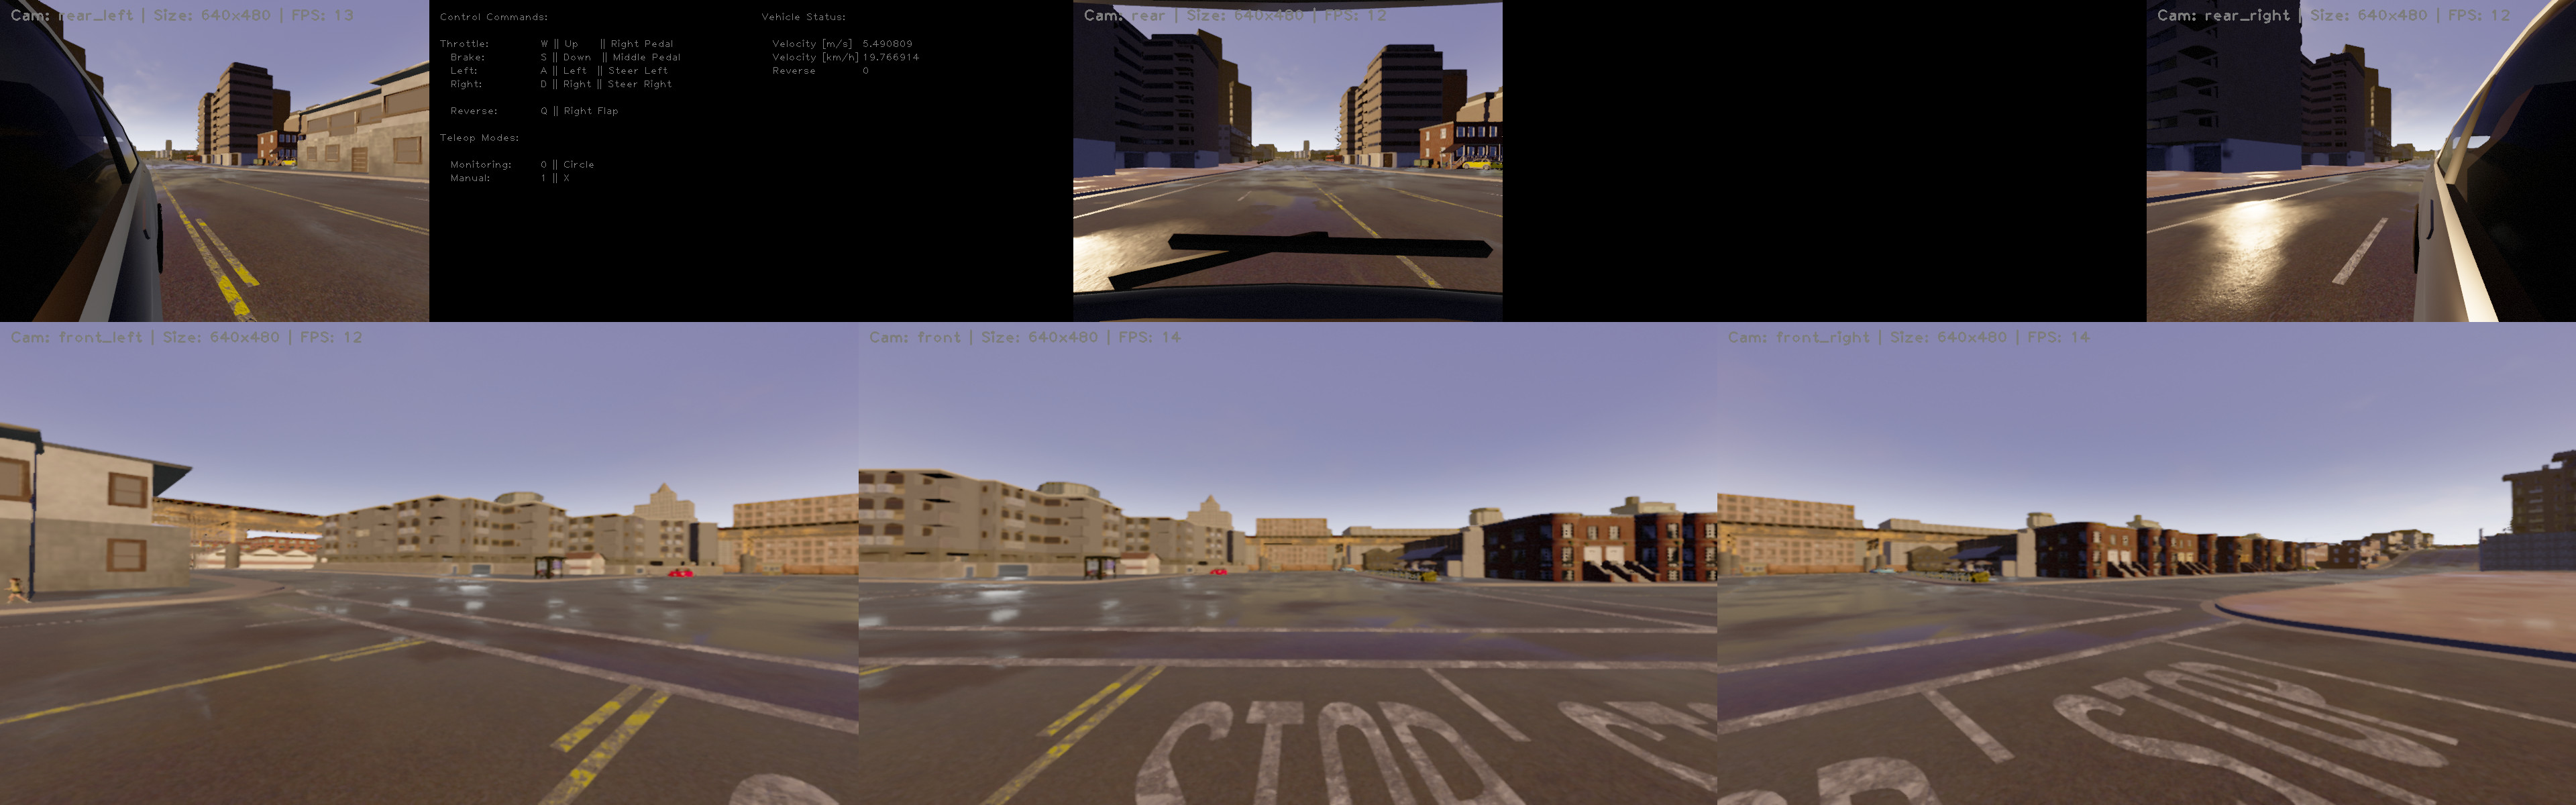 Cam: rear_left | Size: 640x480 | FPS: 13
Control Commands:
Throttle: W || Up || Right Pedal
Brake: S || Down || Middle Pedal
Left: A || Left || Steer Left
Right: D || Right || Steer Right
Reverse: Q || Right Flap
Teleop Modes:
Monitoring: 0 || Circle
Manual: 1 || X
Vehicle Status:
Velocity [m/s] 5.490809
Velocity [km/h] 19.766914
Reverse 0
Cam: rear | Size: 640x480 | FPS: 12
Cam: rear_right | Size: 640x480 | FPS: 12
Cam: front_left | Size: 640x480 | FPS: 12
Cam: front | Size: 640x480 | FPS: 14
STOP
Cam: front_right | Size: 640x480 | FPS: 14
STOP